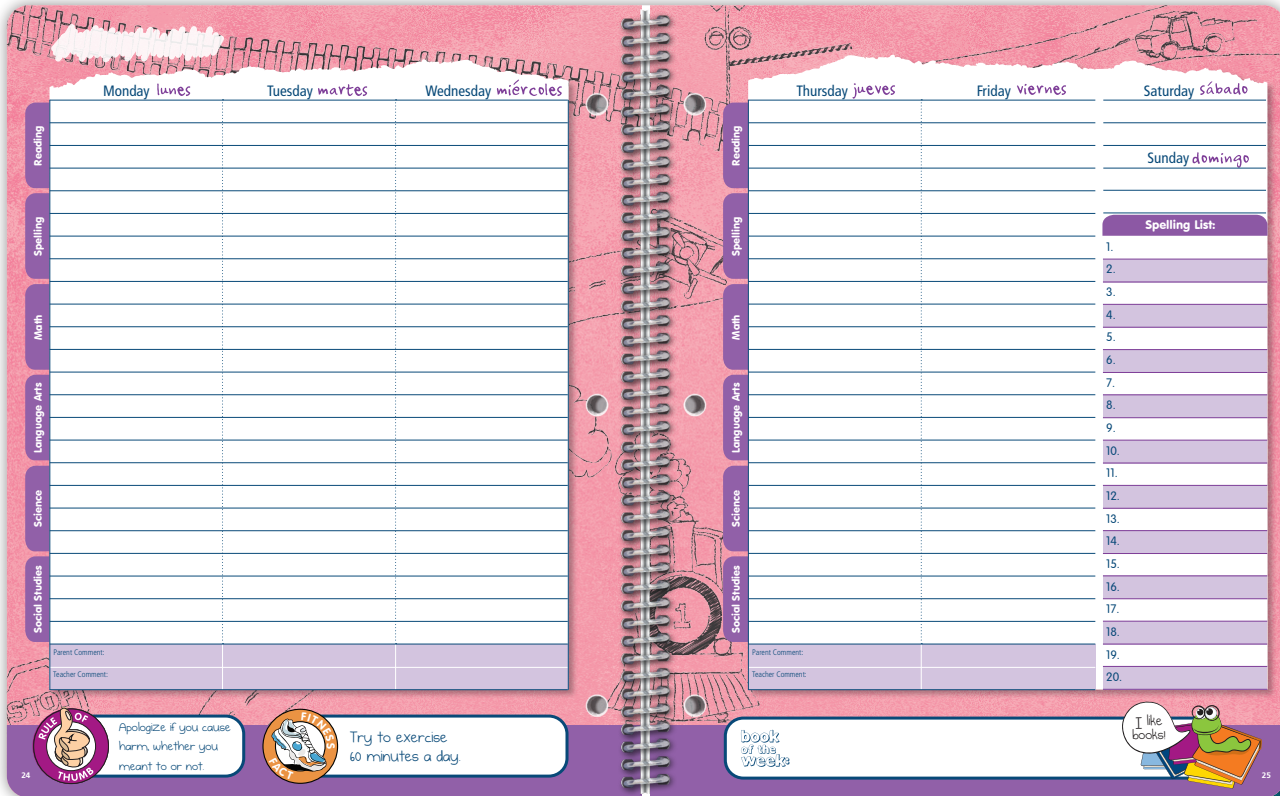 Monday lunes
Tuesday martes
Wednesday miércoles
Reading
Spelling
Math
Language Arts
Science
Social Studies
Parent Comment:
Teacher Comment:
STOP
RULE OF THUMB
Apologize if you cause
harm, whether you
meant to or not.
FITNESS FACT
Try to exercise
60 minutes a day.
24
Thursday jueves
Friday viernes
Saturday sábado
Sunday domingo
Reading
Spelling
Math
Language Arts
Science
Social Studies
Spelling List:
1.
2.
3.
4.
5.
6.
7.
8.
9.
10.
11.
12.
13.
14.
15.
16.
17.
18.
19.
20.
1
Parent Comment:
Teacher Comment:
book
of the
week:
I like
books!
25